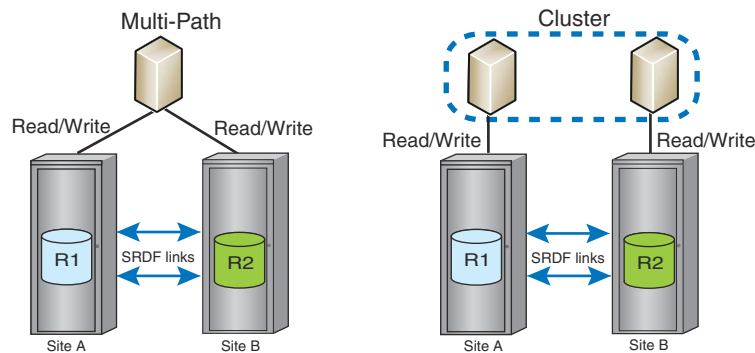 Multi-Path
Read/Write
Read/Write
R1
SRDF links
R2
Site A
Site B
Cluster
Read/Write
Read/Write
R1
SRDF links
R2
Site A
Site B